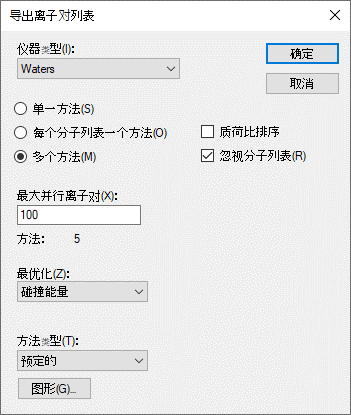 导出离子对列表
仪器类型(I):
确定
Waters
取消
单一方法(S)
每个分子列表一个方法(O)
质荷比排序
多个方法(M)
忽视分子列表(R)
最大并行离子对(X):
100
方法: 5
最优化(Z):
碰撞能量
方法类型(T):
预定的
图形(G)...